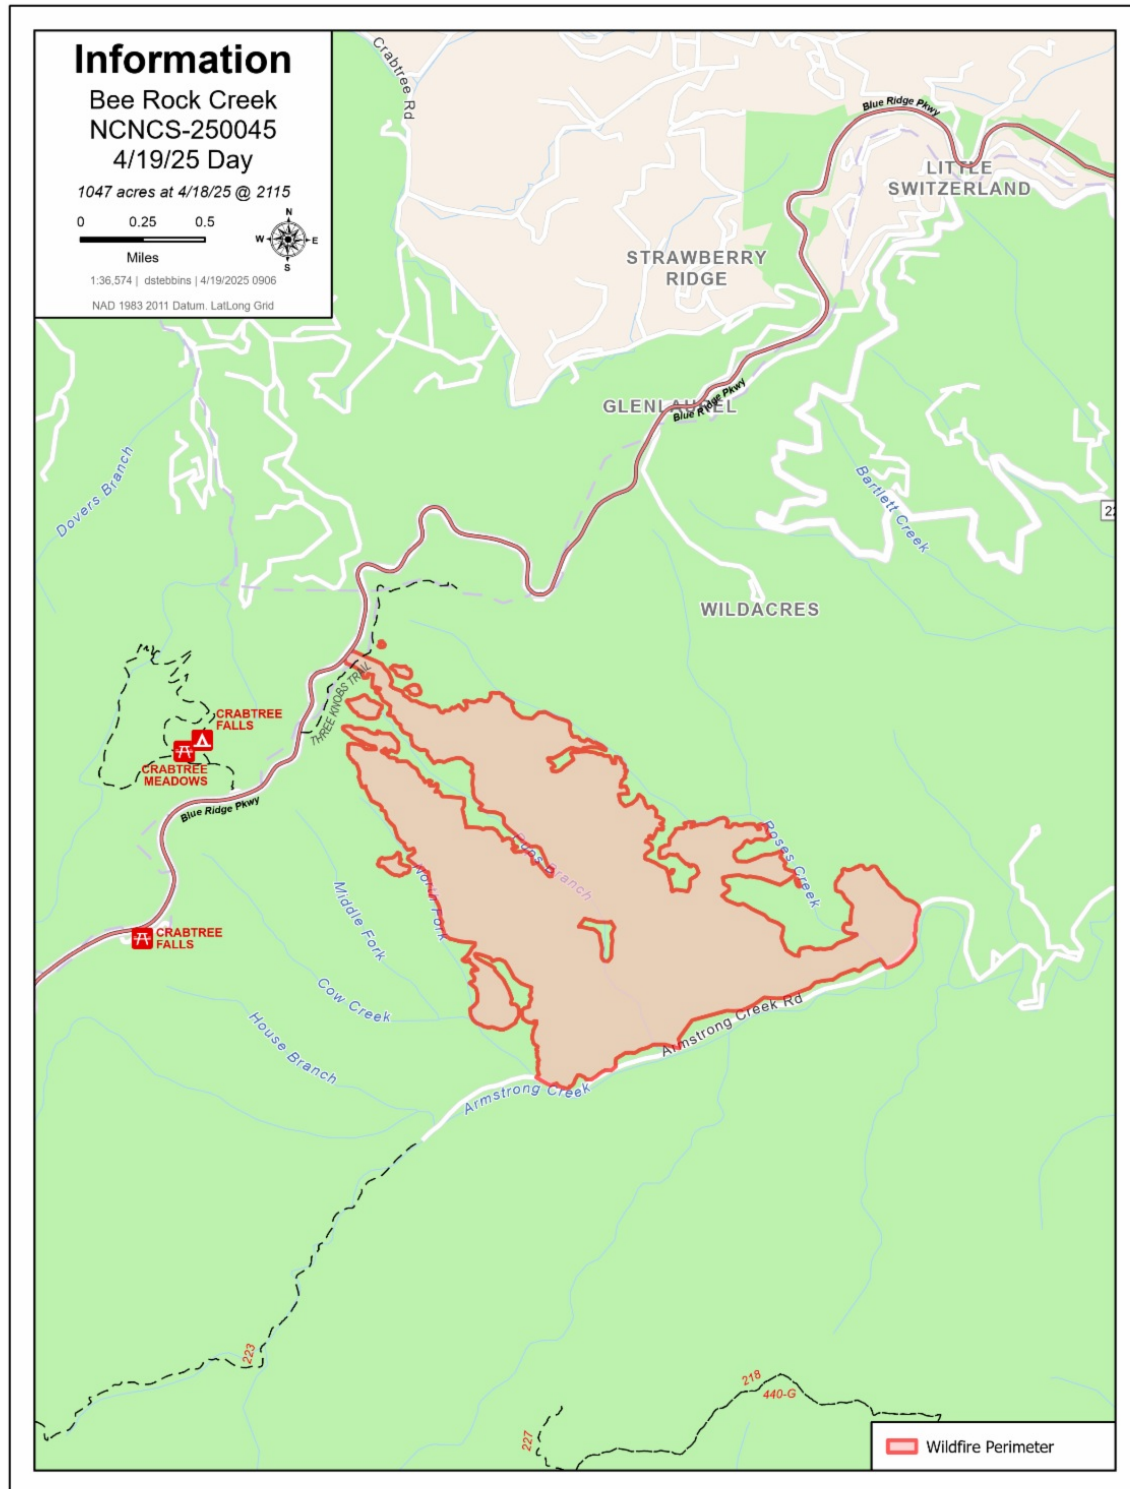 Information
Bee Rock Creek
NCNCS-250045
4/19/25 Day
1047 acres at 4/18/25 @ 2115
0 0.25 0.5
Miles
N
W E
S
1:36,574 | dstebbins | 4/19/2025 0906
NAD 1983 2011 Datum. LatLong Grid
Crabtree Rd
Blue Ridge Pkwy
LITTLE
SWITZERLAND
STRAWBERRY
RIDGE
GLENLAUREL
Blue Ridge Pkwy
Dovers Branch
Bartlett Creek
22
WILDACRES
THREE KNOBS TRAIL
CRABTREE
FALLS
CRABTREE
MEADOWS
Blue Ridge Pkwy
Roses Creek
Branch
North Fork
Middle Fork
CRABTREE
FALLS
Cow Creek
House Branch
Armstrong Creek Rd
Armstrong Creek
223
218
440-G
227
Wildfire Perimeter